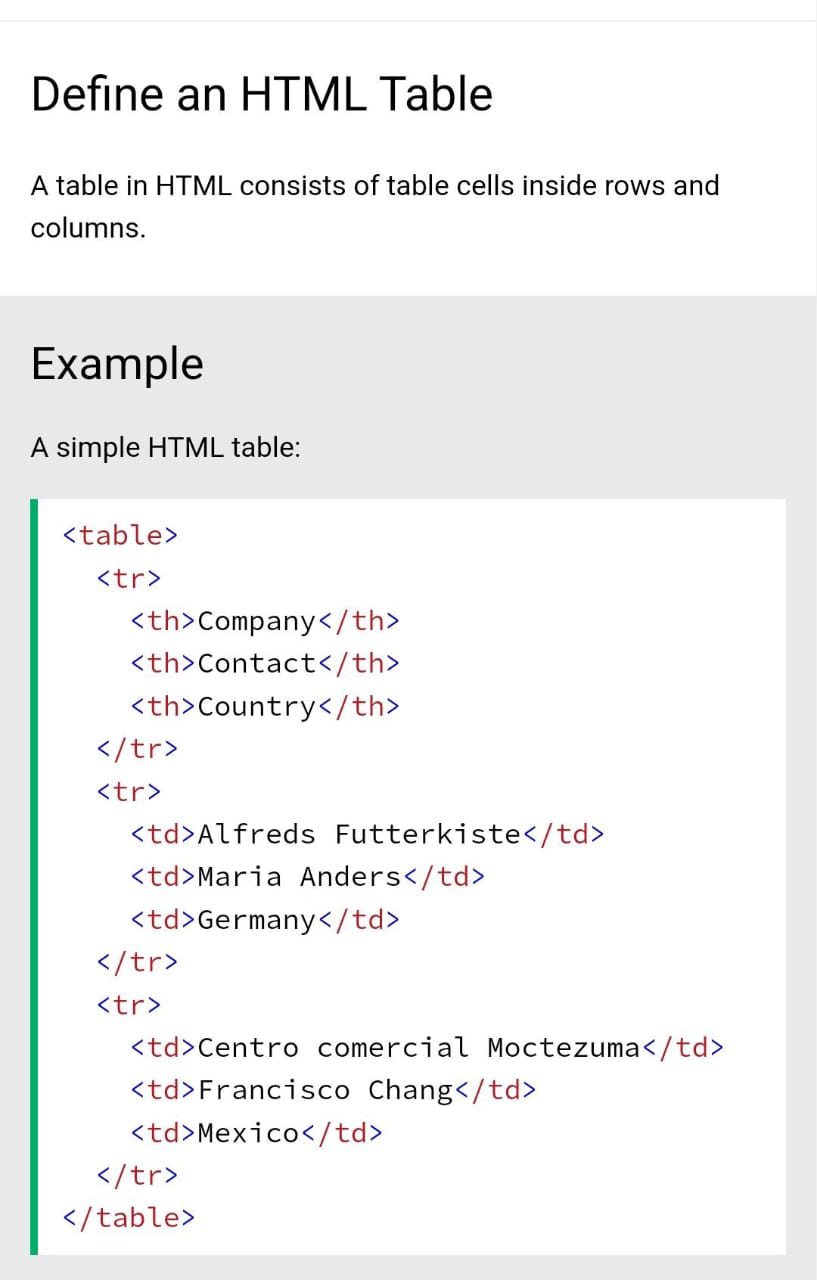 Define an HTML Table
A table in HTML consists of table cells inside rows and
columns.
Example
A simple HTML table:
<table>
  <tr>
    <th>Company</th>
    <th>Contact</th>
    <th>Country</th>
  </tr>
  <tr>
    <td>Alfreds Futterkiste</td>
    <td>Maria Anders</td>
    <td>Germany</td>
  </tr>
  <tr>
    <td>Centro comercial Moctezuma</td>
    <td>Francisco Chang</td>
    <td>Mexico</td>
  </tr>
</table>